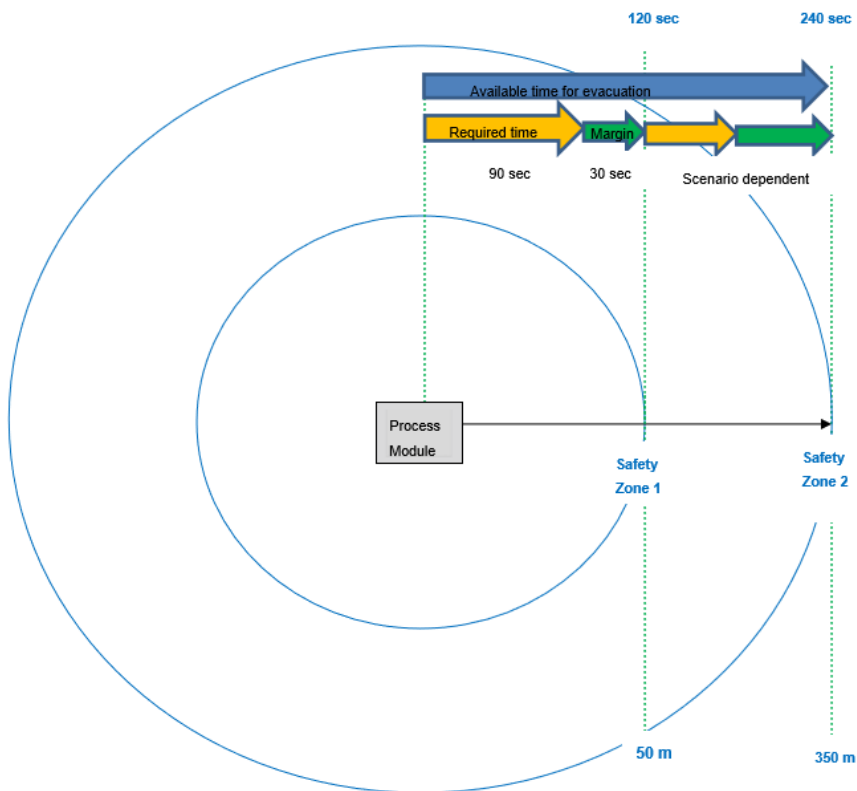 120 sec
240 sec
Available time for evacuation
Required time
Margin
90 sec
30 sec
Scenario dependent
Process
Module
Safety
Zone 1
Safety
Zone 2
50 m
350 m